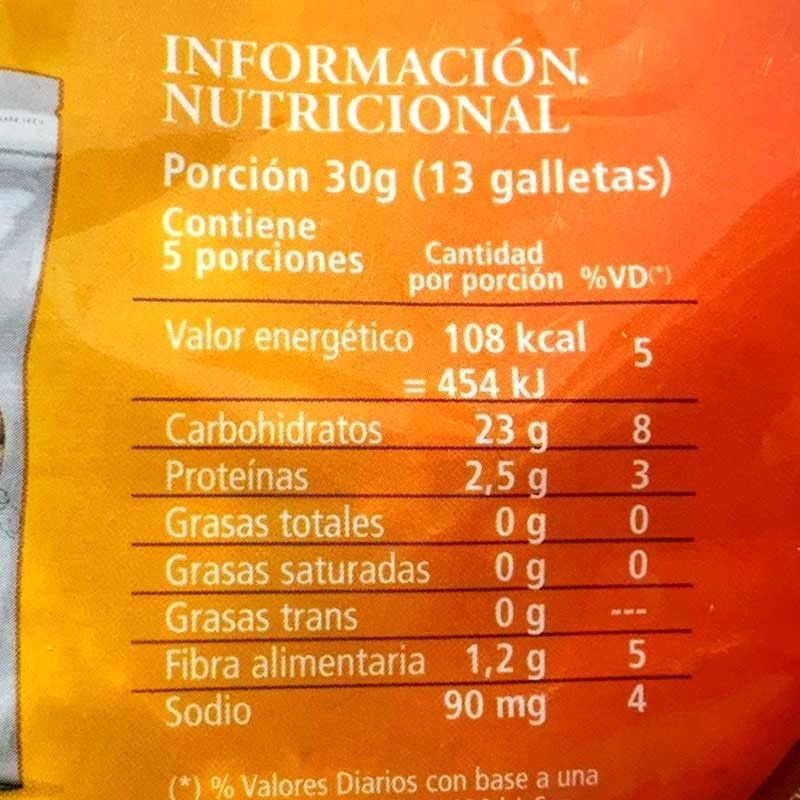 INFORMACIÓN.
NUTRICIONAL
Porción 30g (13 galletas)
Contiene
5 porciones
Cantidad
por porción %VD(*)
Valor energético 108 kcal 5
= 454 kJ
Carbohidratos 23 g 8
Proteínas 2,5 g 3
Grasas totales 0 g 0
Grasas saturadas 0 g 0
Grasas trans 0 g ---
Fibra alimentaria 1,2 g 5
Sodio 90 mg 4
(*) % Valores Diarios con base a una